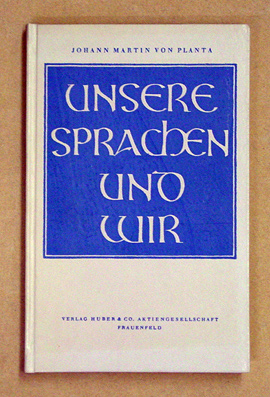 JOHANN MARTIN VON PLANTA
UNSERE
SPRACHEN
UND
WIR
VERLAG HUBER & CO. AKTIENGESELLSCHAFT
FRAUENFELD